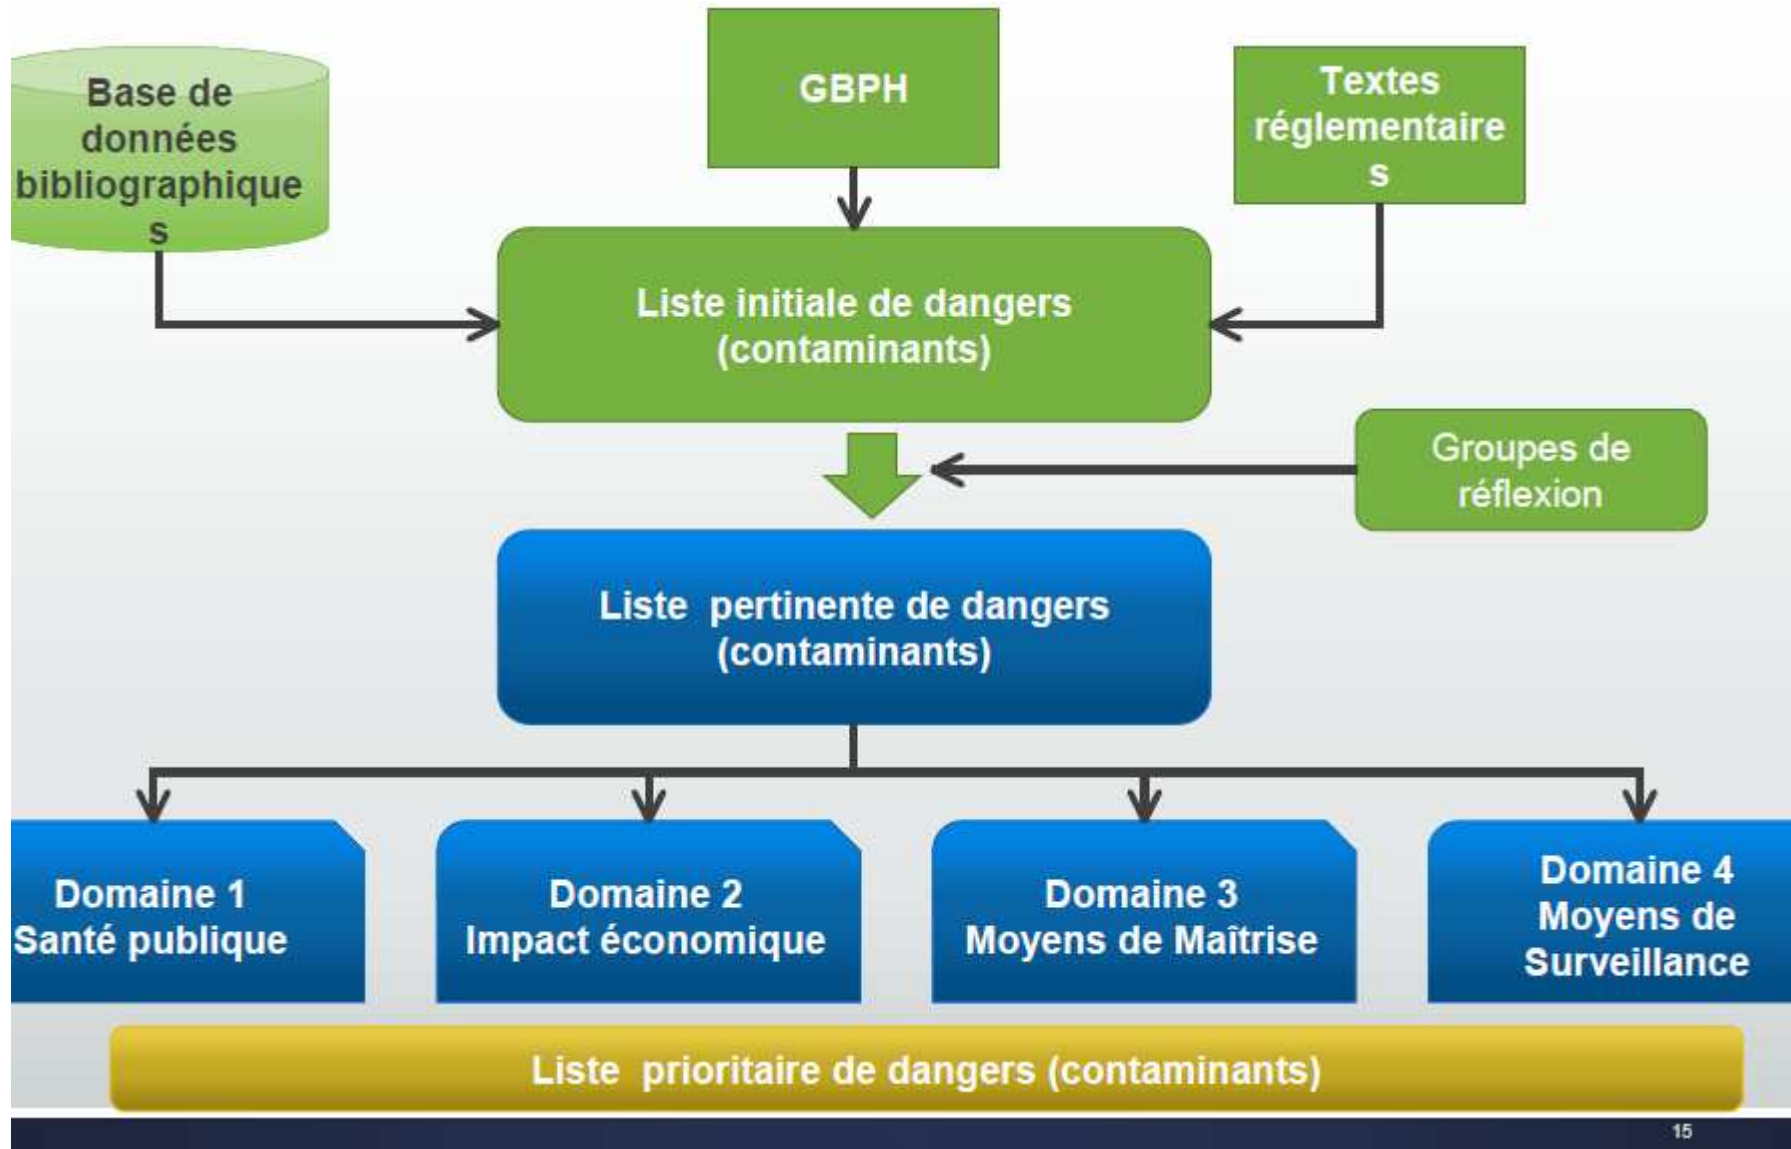 Base de
données
bibliographique
s
GBPH
Textes
réglementaire
s
Liste initiale de dangers
(contaminants)
Groupes de
réflexion
Liste pertinente de dangers
(contaminants)
Domaine 1
Santé publique
Domaine 2
Impact économique
Domaine 3
Moyens de Maîtrise
Domaine 4
Moyens de
Surveillance
Liste prioritaire de dangers (contaminants)
15